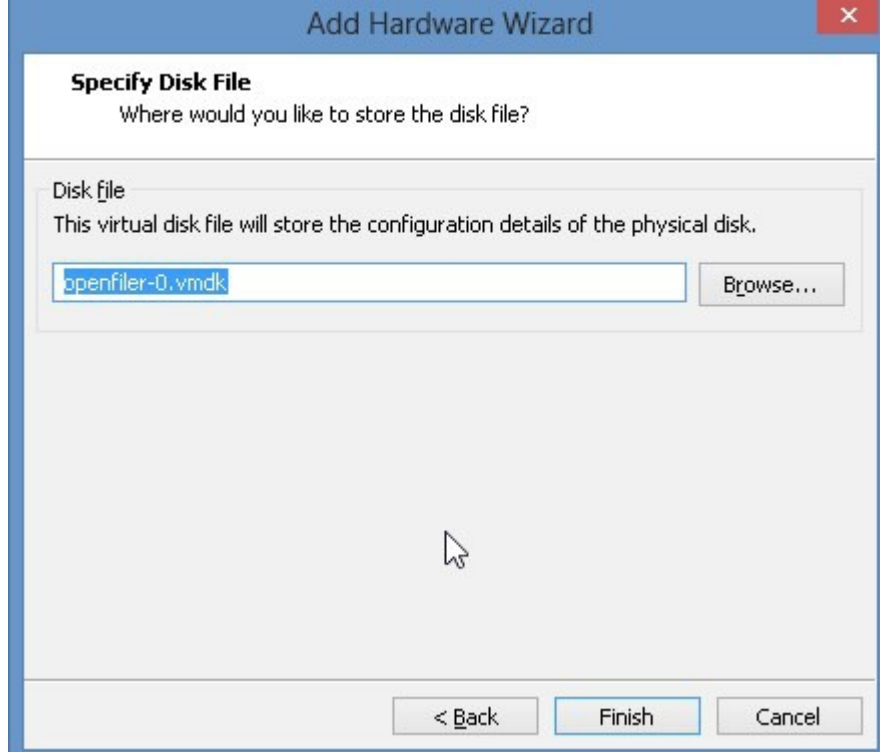 Add Hardware Wizard
Specify Disk File
Where would you like to store the disk file?
Disk file
This virtual disk file will store the configuration details of the physical disk.
openfiler-0.vmdk
Browse...
< Back
Finish
Cancel